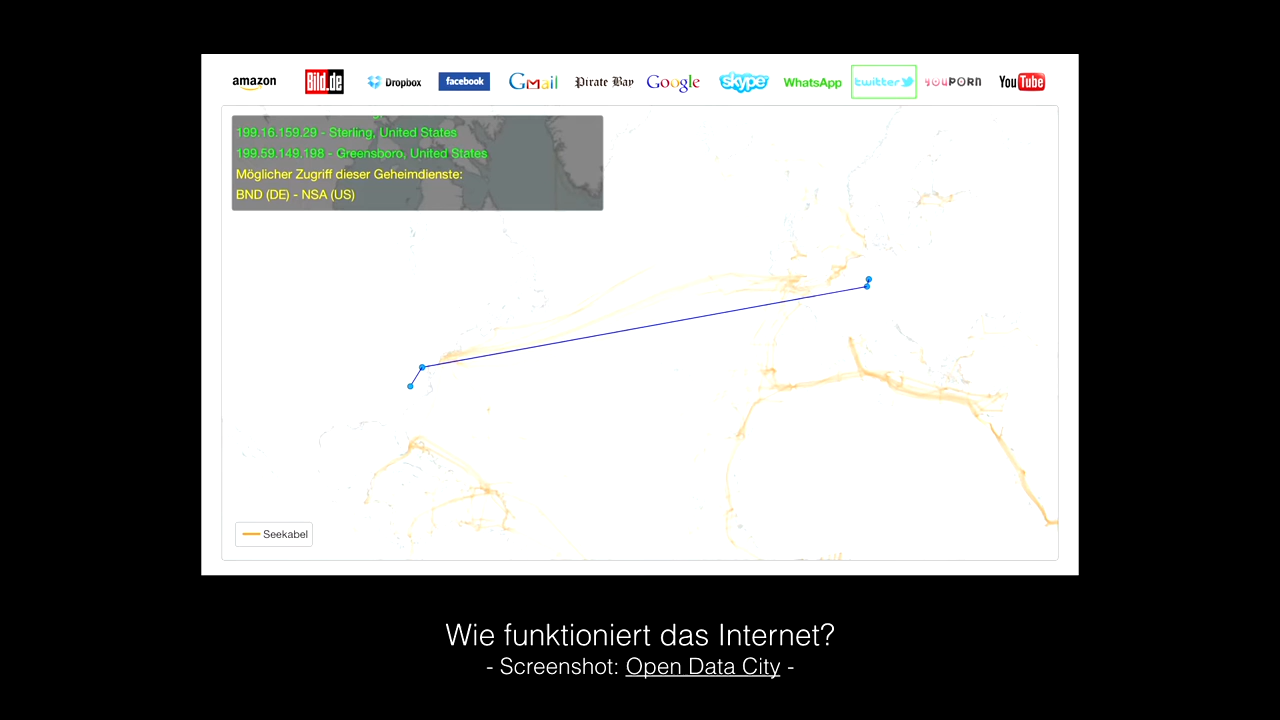 amazon Bild.de Dropbox facebook Gmail Pirate Bay Google skype WhatsApp twitter YOUPORN YouTube
199.16.159.29 - Sterling, United States
199.59.149.198 - Greensboro, United States
Möglicher Zugriff dieser Geheimdienste:
BND (DE) - NSA (US)
Seekabel
Wie funktioniert das Internet?
- Screenshot: Open Data City -